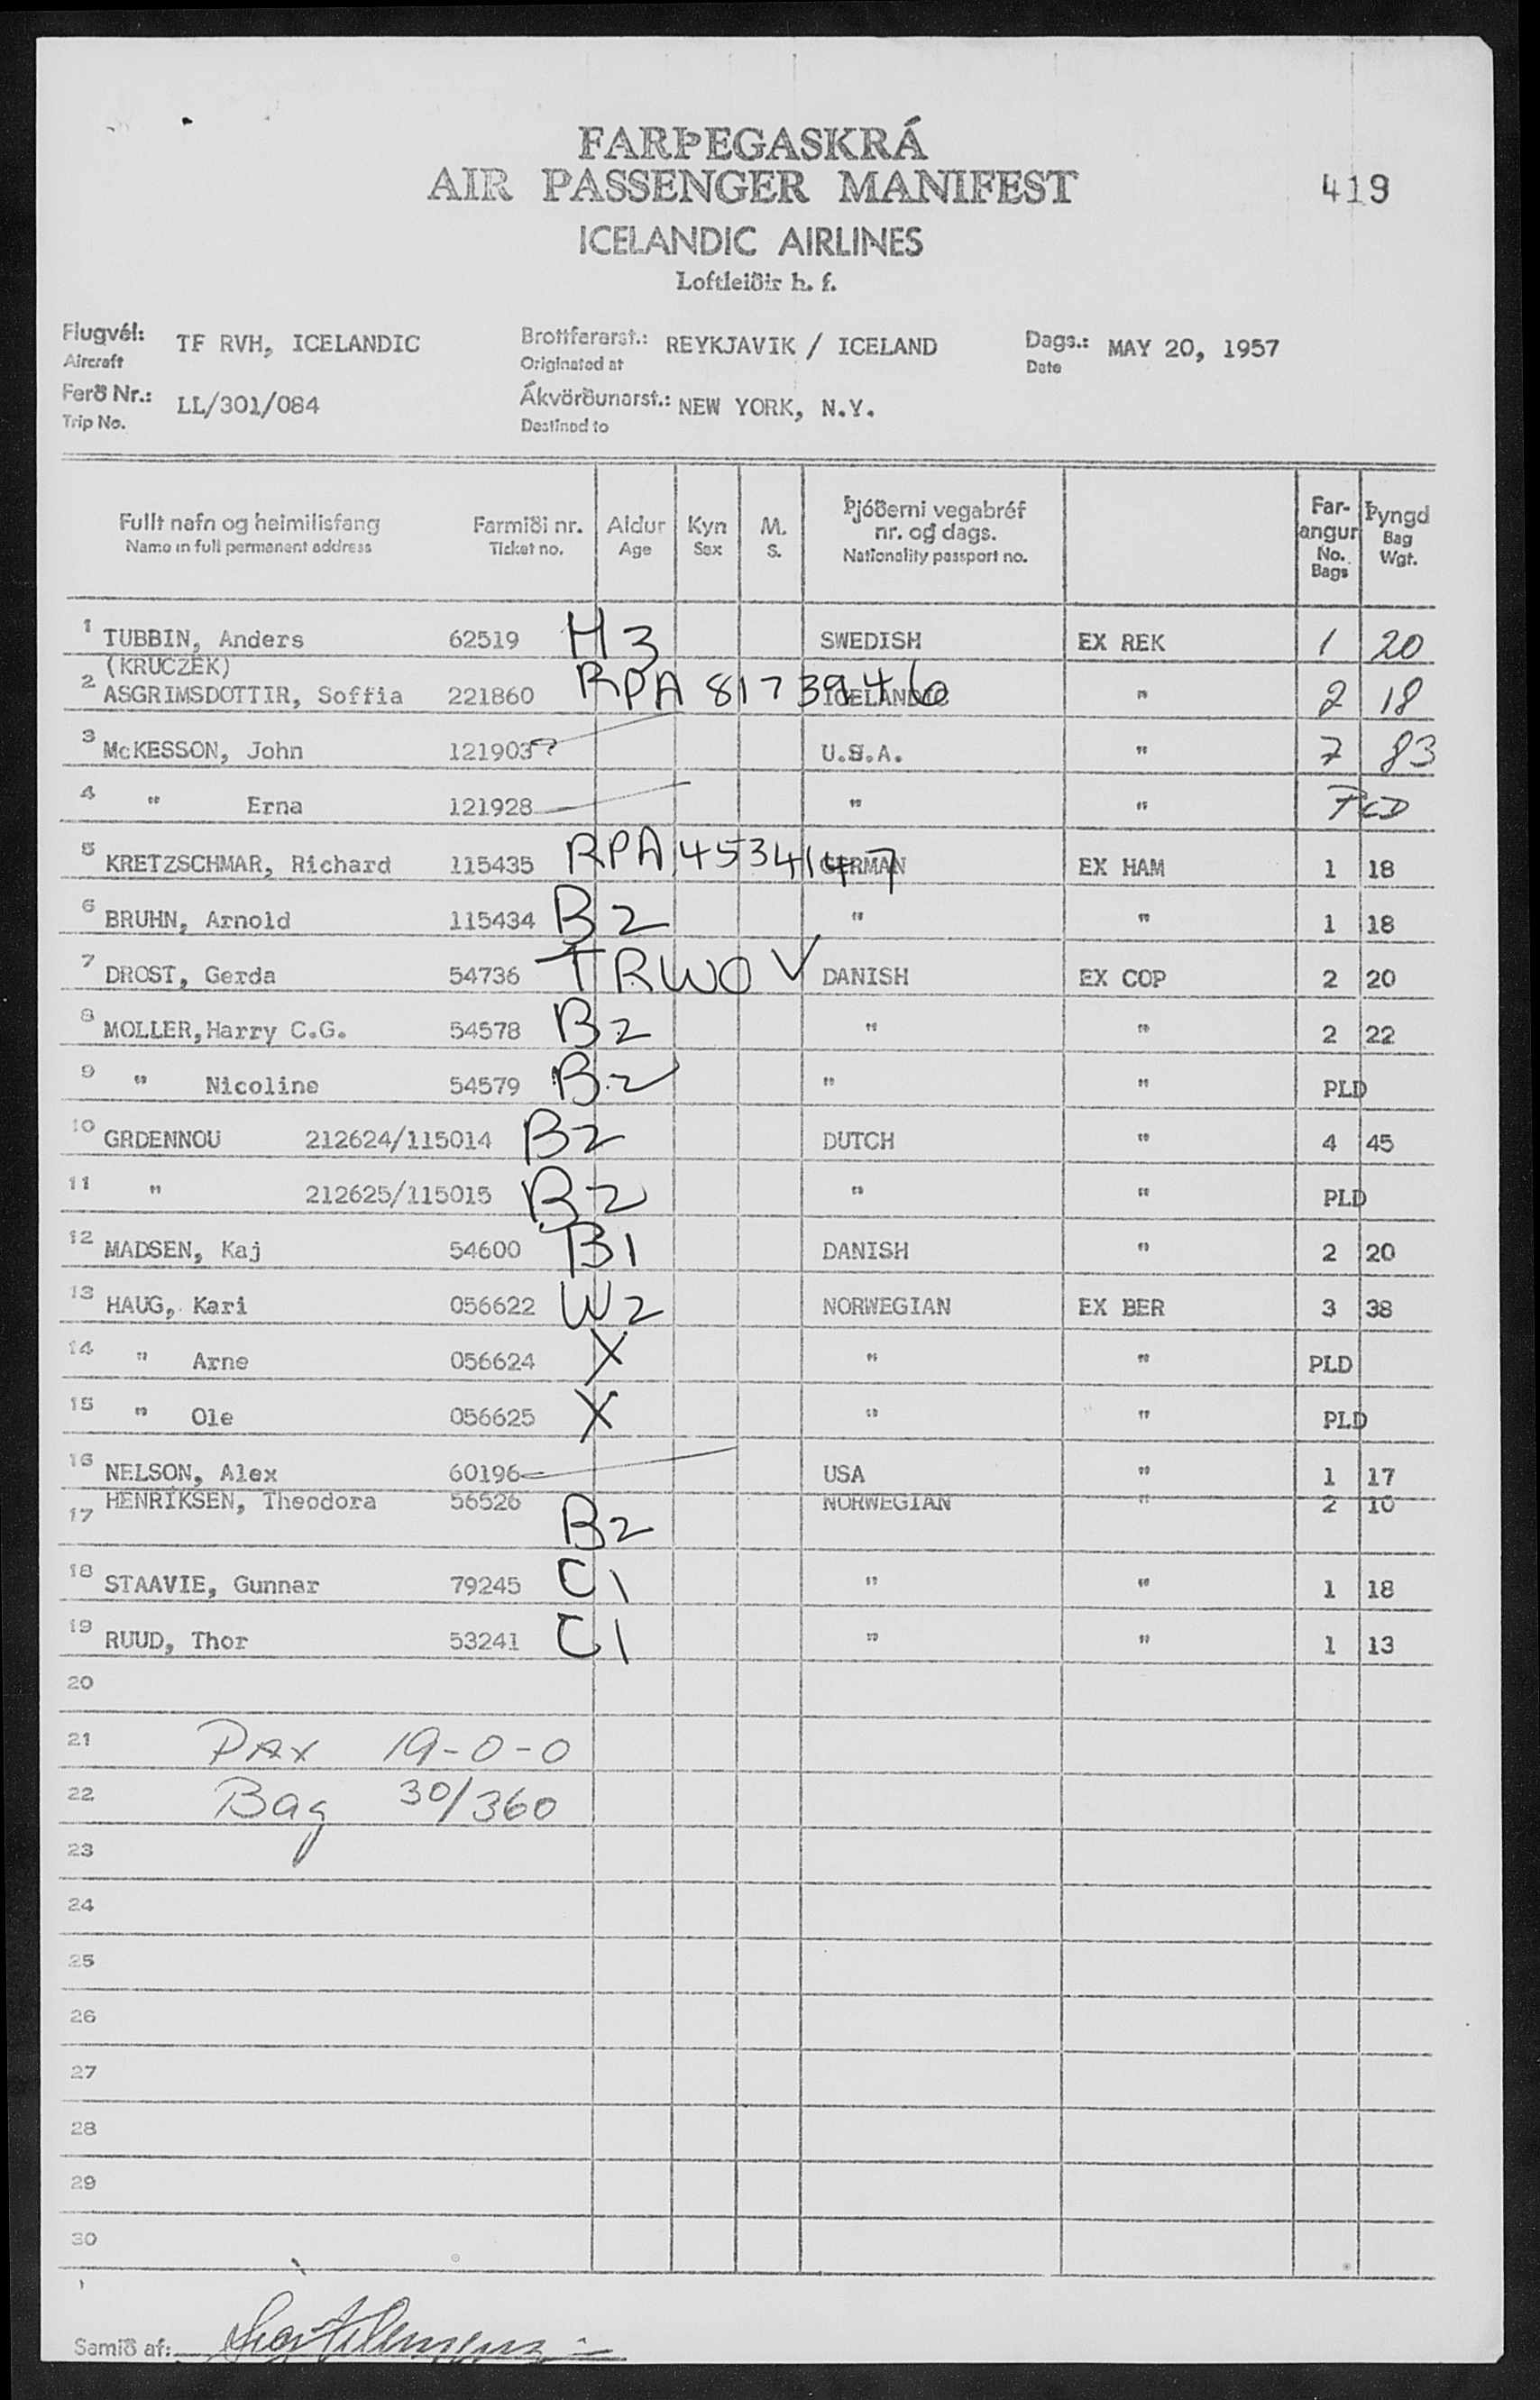 FARÞEGASKRÁ
AIR PASSENGER MANIFEST 419
ICELANDIC AIRLINES
Loftleiðir h. f.
Flugvél: TF RVH, ICELANDIC Brottfararst.: REYKJAVIK / ICELAND Dags.: MAY 20, 1957
Aircraft Originated at Date
Ferð Nr.: LL/301/084 Ákvörðunarst.: NEW YORK, N.Y.
Trip No. Destined to
Fullt nafn og heimilisfang Farmiði nr. Aldur Kyn M. Þjóðerni vegabréf nr. og dags. Far-angur Þyngd
Name in full permanent address Ticket no. Age Sex S. Nationality passport no. No. Bags Bag Wgt.
1 TUBBIN, Anders 62519 H3 SWEDISH EX REK 1 20
(KRUCZEK)
2 ASGRIMSDOTTIR, Soffia 221860 RPA 8173946 ICELANDIC " 2 18
3 McKESSON, John 121903? U.S.A. " 7 83
4 " Erna 121928 " " PLD
5 KRETZSCHMAR, Richard 115435 RPA 4534147 GERMAN EX HAM 1 18
6 BRUHN, Arnold 115434 B2 " " 1 18
7 DROST, Gerda 54736 TRWOV DANISH EX COP 2 20
8 MOLLER, Harry C.G. 54578 B2 " " 2 22
9 " Nicoline 54579 B2 " " PLD
10 GRDENNOU 212624/115014 B2 DUTCH " 4 45
11 " 212625/115015 B2 " " PLD
12 MADSEN, Kaj 54600 B1 DANISH " 2 20
13 HAUG, Kari 056622 W2 NORWEGIAN EX BER 3 38
14 " Arne 056624 X " " PLD
15 " Ole 056625 X " " PLD
16 NELSON, Alex 60196 USA " 1 17
17 HENRIKSEN, Theodora 56526 B2 NORWEGIAN " 2 10
18 STAAVIE, Gunnar 79245 C1 " " 1 18
19 RUUD, Thor 53241 C1 " " 1 13
20
21 PAX 19-0-0
22 Bag 30/360
23
24
25
26
27
28
29
30
Samið af: